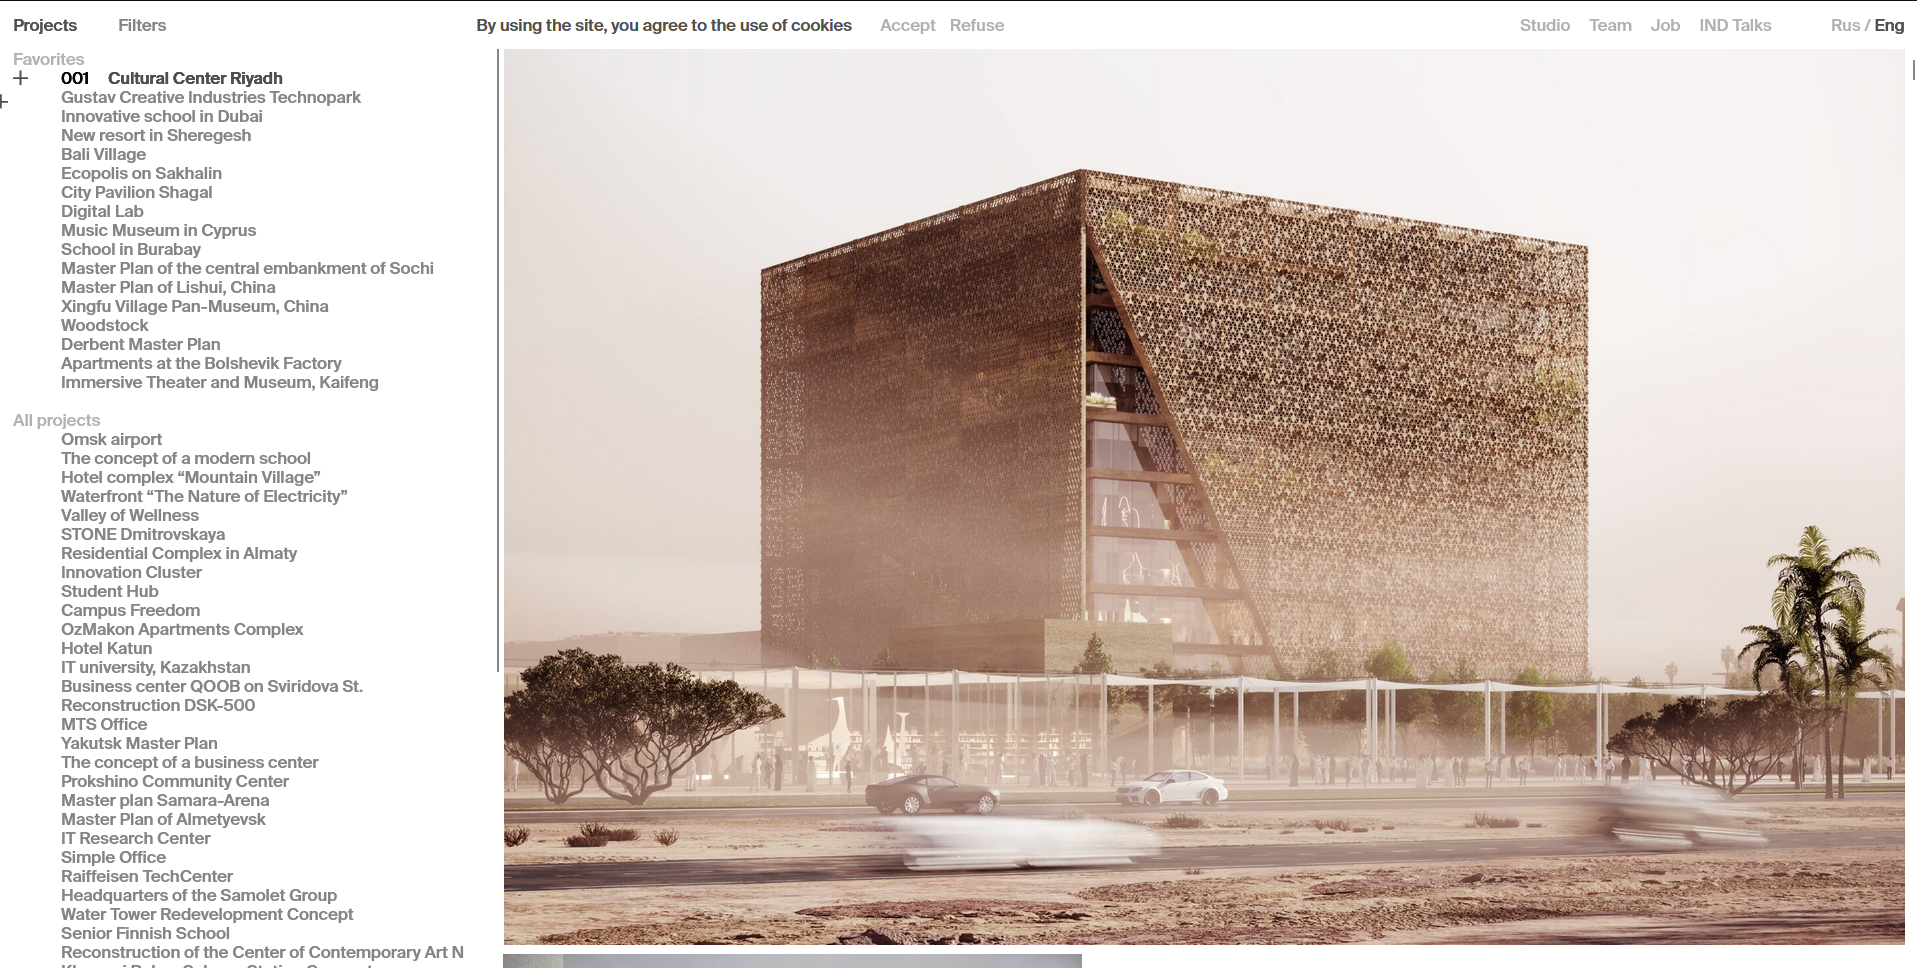 Projects Filters By using the site, you agree to the use of cookies Accept Refuse Studio Team Job IND Talks Rus / Eng
Favorites
001 Cultural Center Riyadh
Gustav Creative Industries Technopark
Innovative school in Dubai
New resort in Sheregesh
Bali Village
Ecopolis on Sakhalin
City Pavilion Shagal
Digital Lab
Music Museum in Cyprus
School in Burabay
Master Plan of the central embankment of Sochi
Master Plan of Lishui, China
Xingfu Village Pan-Museum, China
Woodstock
Derbent Master Plan
Apartments at the Bolshevik Factory
Immersive Theater and Museum, Kaifeng
All projects
Omsk airport
The concept of a modern school
Hotel complex “Mountain Village”
Waterfront “The Nature of Electricity”
Valley of Wellness
STONE Dmitrovskaya
Residential Complex in Almaty
Innovation Cluster
Student Hub
Campus Freedom
OzMakon Apartments Complex
Hotel Katun
IT university, Kazakhstan
Business center QOOB on Sviridova St.
Reconstruction DSK-500
MTS Office
Yakutsk Master Plan
The concept of a business center
Prokshino Community Center
Master plan Samara-Arena
Master Plan of Almetyevsk
IT Research Center
Simple Office
Raiffeisen TechCenter
Headquarters of the Samolet Group
Water Tower Redevelopment Concept
Senior Finnish School
Reconstruction of the Center of Contemporary Art N